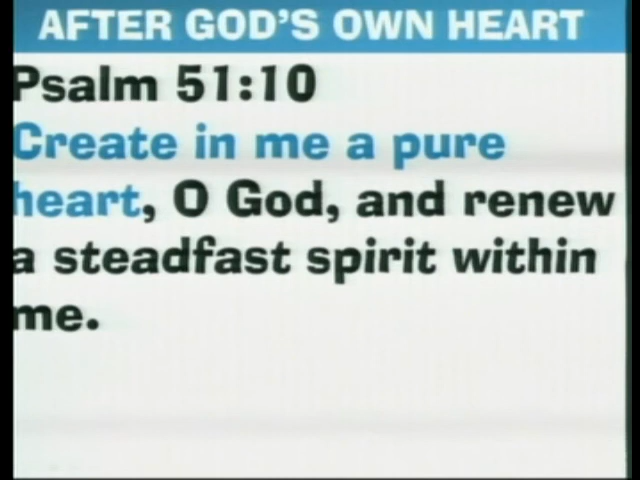 AFTER GOD'S OWN HEART
Psalm 51:10
Create in me a pure
heart, O God, and renew
a steadfast spirit within
me.